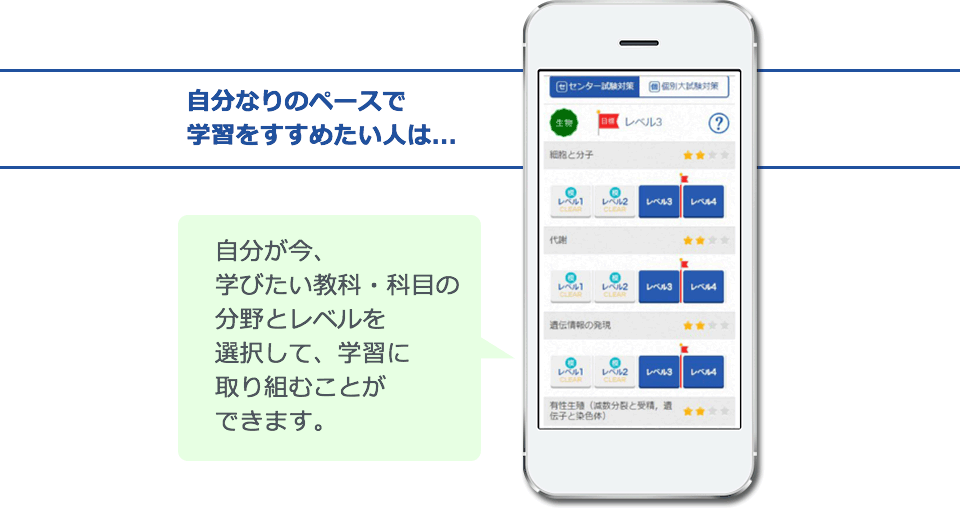 自分なりのペースで
学習をすすめたい人は...
自分が今、
学びたい教科・科目の
分野とレベルを
選択して、学習に
取り組むことが
できます。
セ センター試験対策 個 個別大試験対策
生物 目標 レベル3 ?
細胞と分子
レベル1 レベル2 レベル3 レベル4
CLEAR CLEAR
代謝
レベル1 レベル2 レベル3 レベル4
CLEAR CLEAR
遺伝情報の発現
レベル1 レベル2 レベル3 レベル4
CLEAR CLEAR
有性生殖（減数分裂と受精，遺
伝子と染色体）